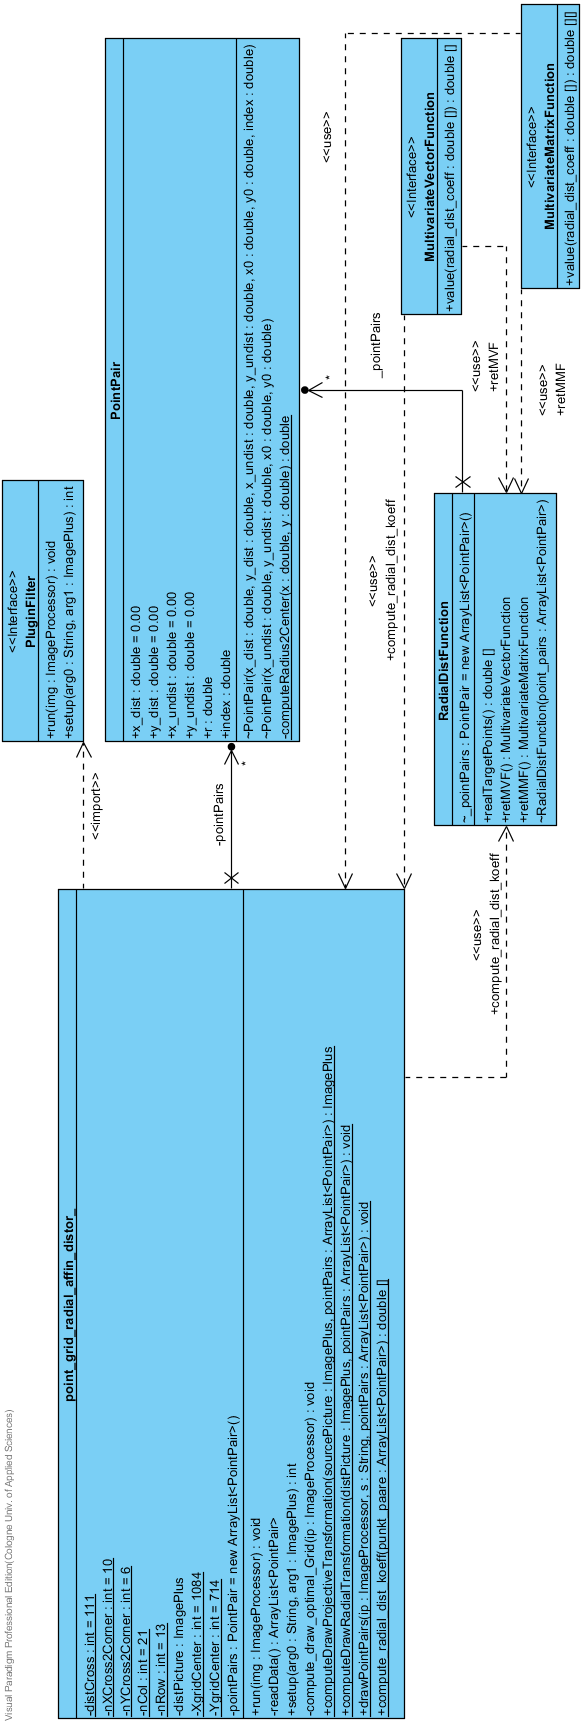 Visual Paradigm Professional Edition(Cologne Univ. of Applied Sciences)
point_grid_radial_affin_distor_
-distCross : int = 111
-nXCross2Corner : int = 10
-nYCross2Corner : int = 6
-nCol : int = 21
-nRow : int = 13
-distPicture : ImagePlus
-XgridCenter : int = 1084
-YgridCenter : int = 714
-pointPairs : PointPair = new ArrayList<PointPair>()
+run(img : ImageProcessor) : void
-readData() : ArrayList<PointPair>
+setup(arg0 : String, arg1 : ImagePlus) : int
-compute_draw_optimal_Grid(ip : ImageProcessor) : void
+computeDrawProjectiveTransformation(sourcePicture : ImagePlus, pointPairs : ArrayList<PointPair>) : ImagePlus
+computeDrawRadialTransformation(distPicture : ImagePlus, pointPairs : ArrayList<PointPair>) : void
+drawPointPairs(ip : ImageProcessor, s : String, pointPairs : ArrayList<PointPair>) : void
+compute_radial_dist_koeff(punkt_paare : ArrayList<PointPair>) : double []
<<import>>
-pointPairs
*
<<use>>
+compute_radial_dist_koeff
<<Interface>>
PluginFilter
+run(img : ImageProcessor) : void
+setup(arg0 : String, arg1 : ImagePlus) : int
PointPair
+x_dist : double = 0.00
+y_dist : double = 0.00
+x_undist : double = 0.00
+y_undist : double = 0.00
+r : double
+index : double
~PointPair(x_dist : double, y_dist : double, x_undist : double, y_undist : double, x0 : double, y0 : double, index : double)
~PointPair(x_undist : double, y_undist : double, x0 : double, y0 : double)
-computeRadius2Center(x : double, y : double) : double
<<use>>
<<use>>
+compute_radial_dist_koeff
_pointPairs
*
RadialDistFunction
~_pointPairs : PointPair = new ArrayList<PointPair>()
+realTargetPoints() : double []
+retMVF() : MultivariateVectorFunction
+retMMF() : MultivariateMatrixFunction
~RadialDistFunction(point_pairs : ArrayList<PointPair>)
<<use>>
+retMVF
<<use>>
+retMMF
<<Interface>>
MultivariateVectorFunction
+value(radial_dist_coeff : double []) : double []
<<Interface>>
MultivariateMatrixFunction
+value(radial_dist_coeff : double []) : double [][]